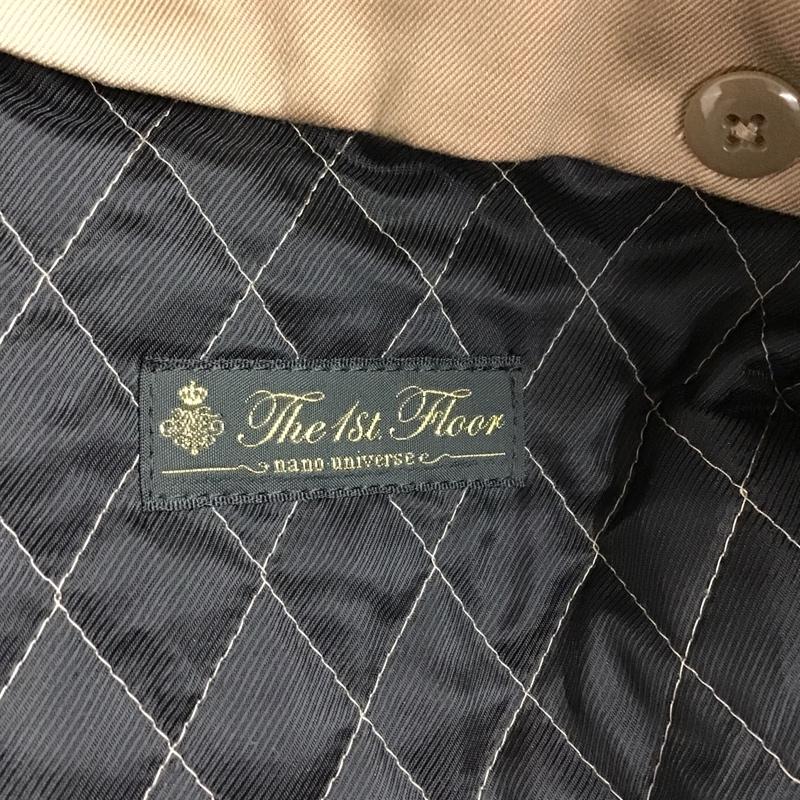 The 1st. Floor
nano universe